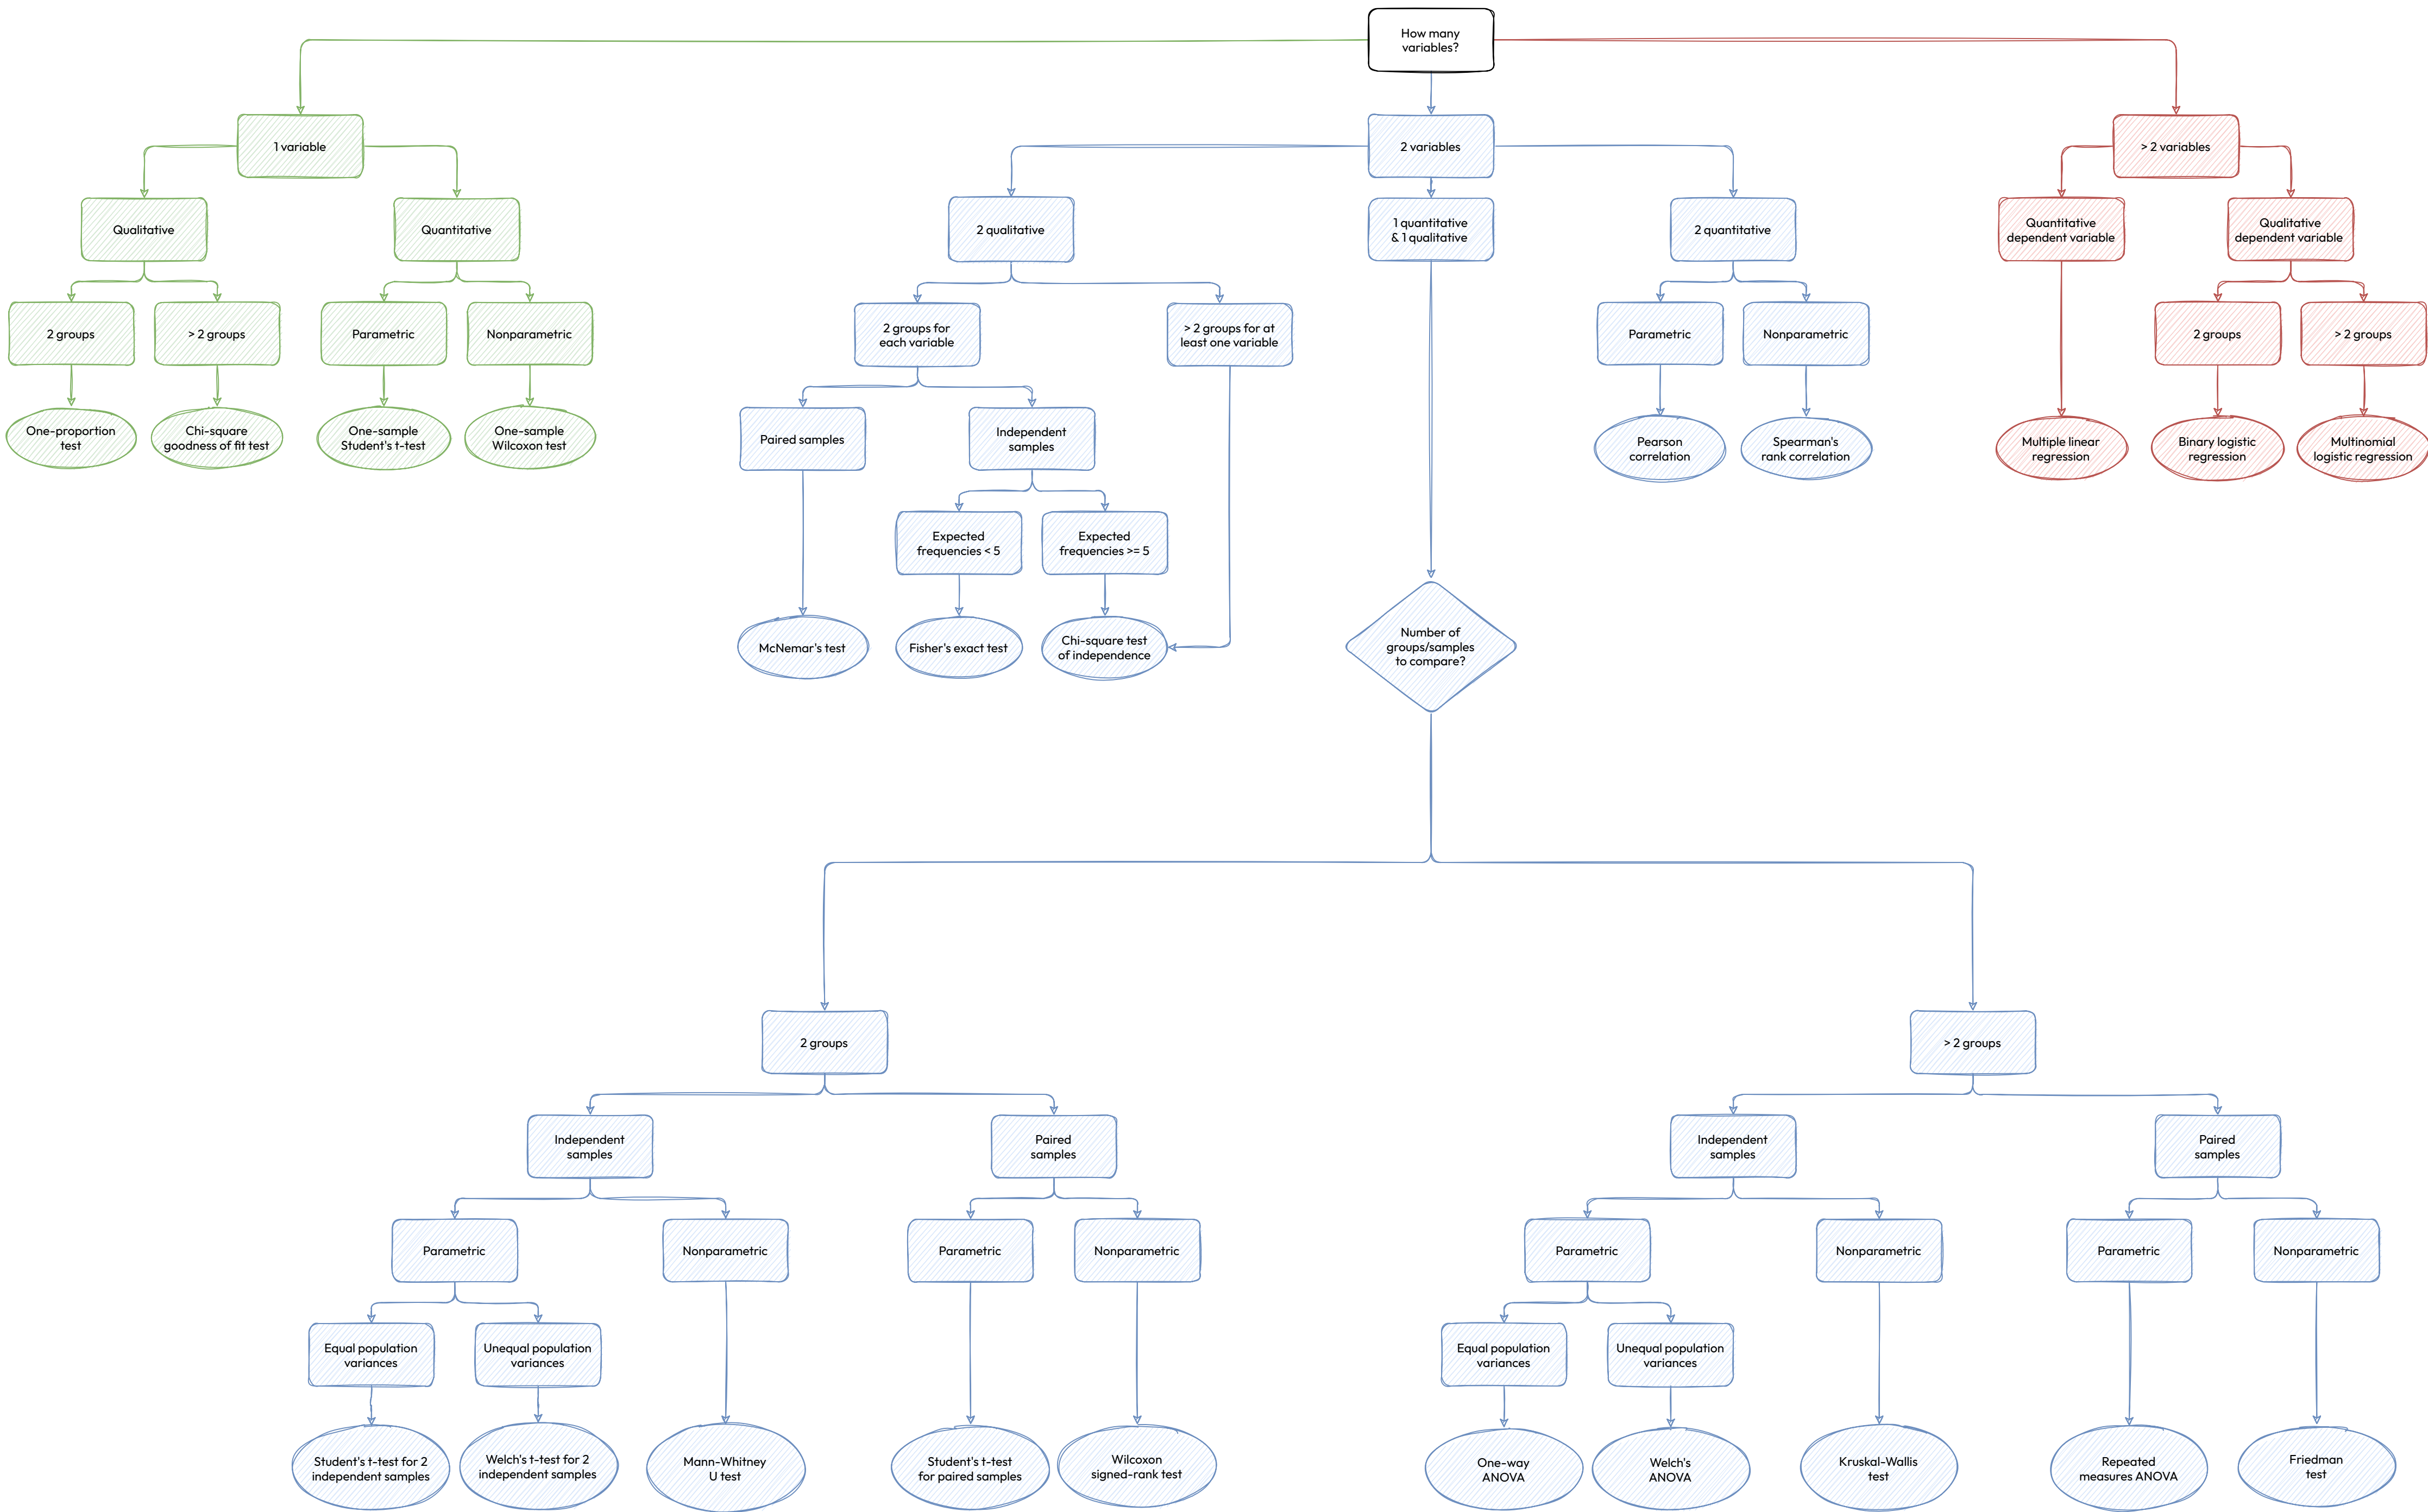 How many
variables?
1 variable
2 variables
> 2 variables
Qualitative
Quantitative
2 qualitative
1 quantitative
& 1 qualitative
2 quantitative
Quantitative
dependent variable
Qualitative
dependent variable
2 groups
> 2 groups
Parametric
Nonparametric
2 groups for
each variable
> 2 groups for at
least one variable
Parametric
Nonparametric
2 groups
> 2 groups
One-proportion
test
Chi-square
goodness of fit test
One-sample
Student's t-test
One-sample
Wilcoxon test
Paired samples
Independent
samples
Pearson
correlation
Spearman's
rank correlation
Multiple linear
regression
Binary logistic
regression
Multinomial
logistic regression
Expected
frequencies < 5
Expected
frequencies >= 5
McNemar's test
Fisher's exact test
Chi-square test
of independence
Number of
groups/samples
to compare?
2 groups
> 2 groups
Independent
samples
Paired
samples
Independent
samples
Paired
samples
Parametric
Nonparametric
Parametric
Nonparametric
Parametric
Nonparametric
Parametric
Nonparametric
Equal population
variances
Unequal population
variances
Equal population
variances
Unequal population
variances
Student's t-test for 2
independent samples
Welch's t-test for 2
independent samples
Mann-Whitney
U test
Student's t-test
for paired samples
Wilcoxon
signed-rank test
One-way
ANOVA
Welch's
ANOVA
Kruskal-Wallis
test
Repeated
measures ANOVA
Friedman
test